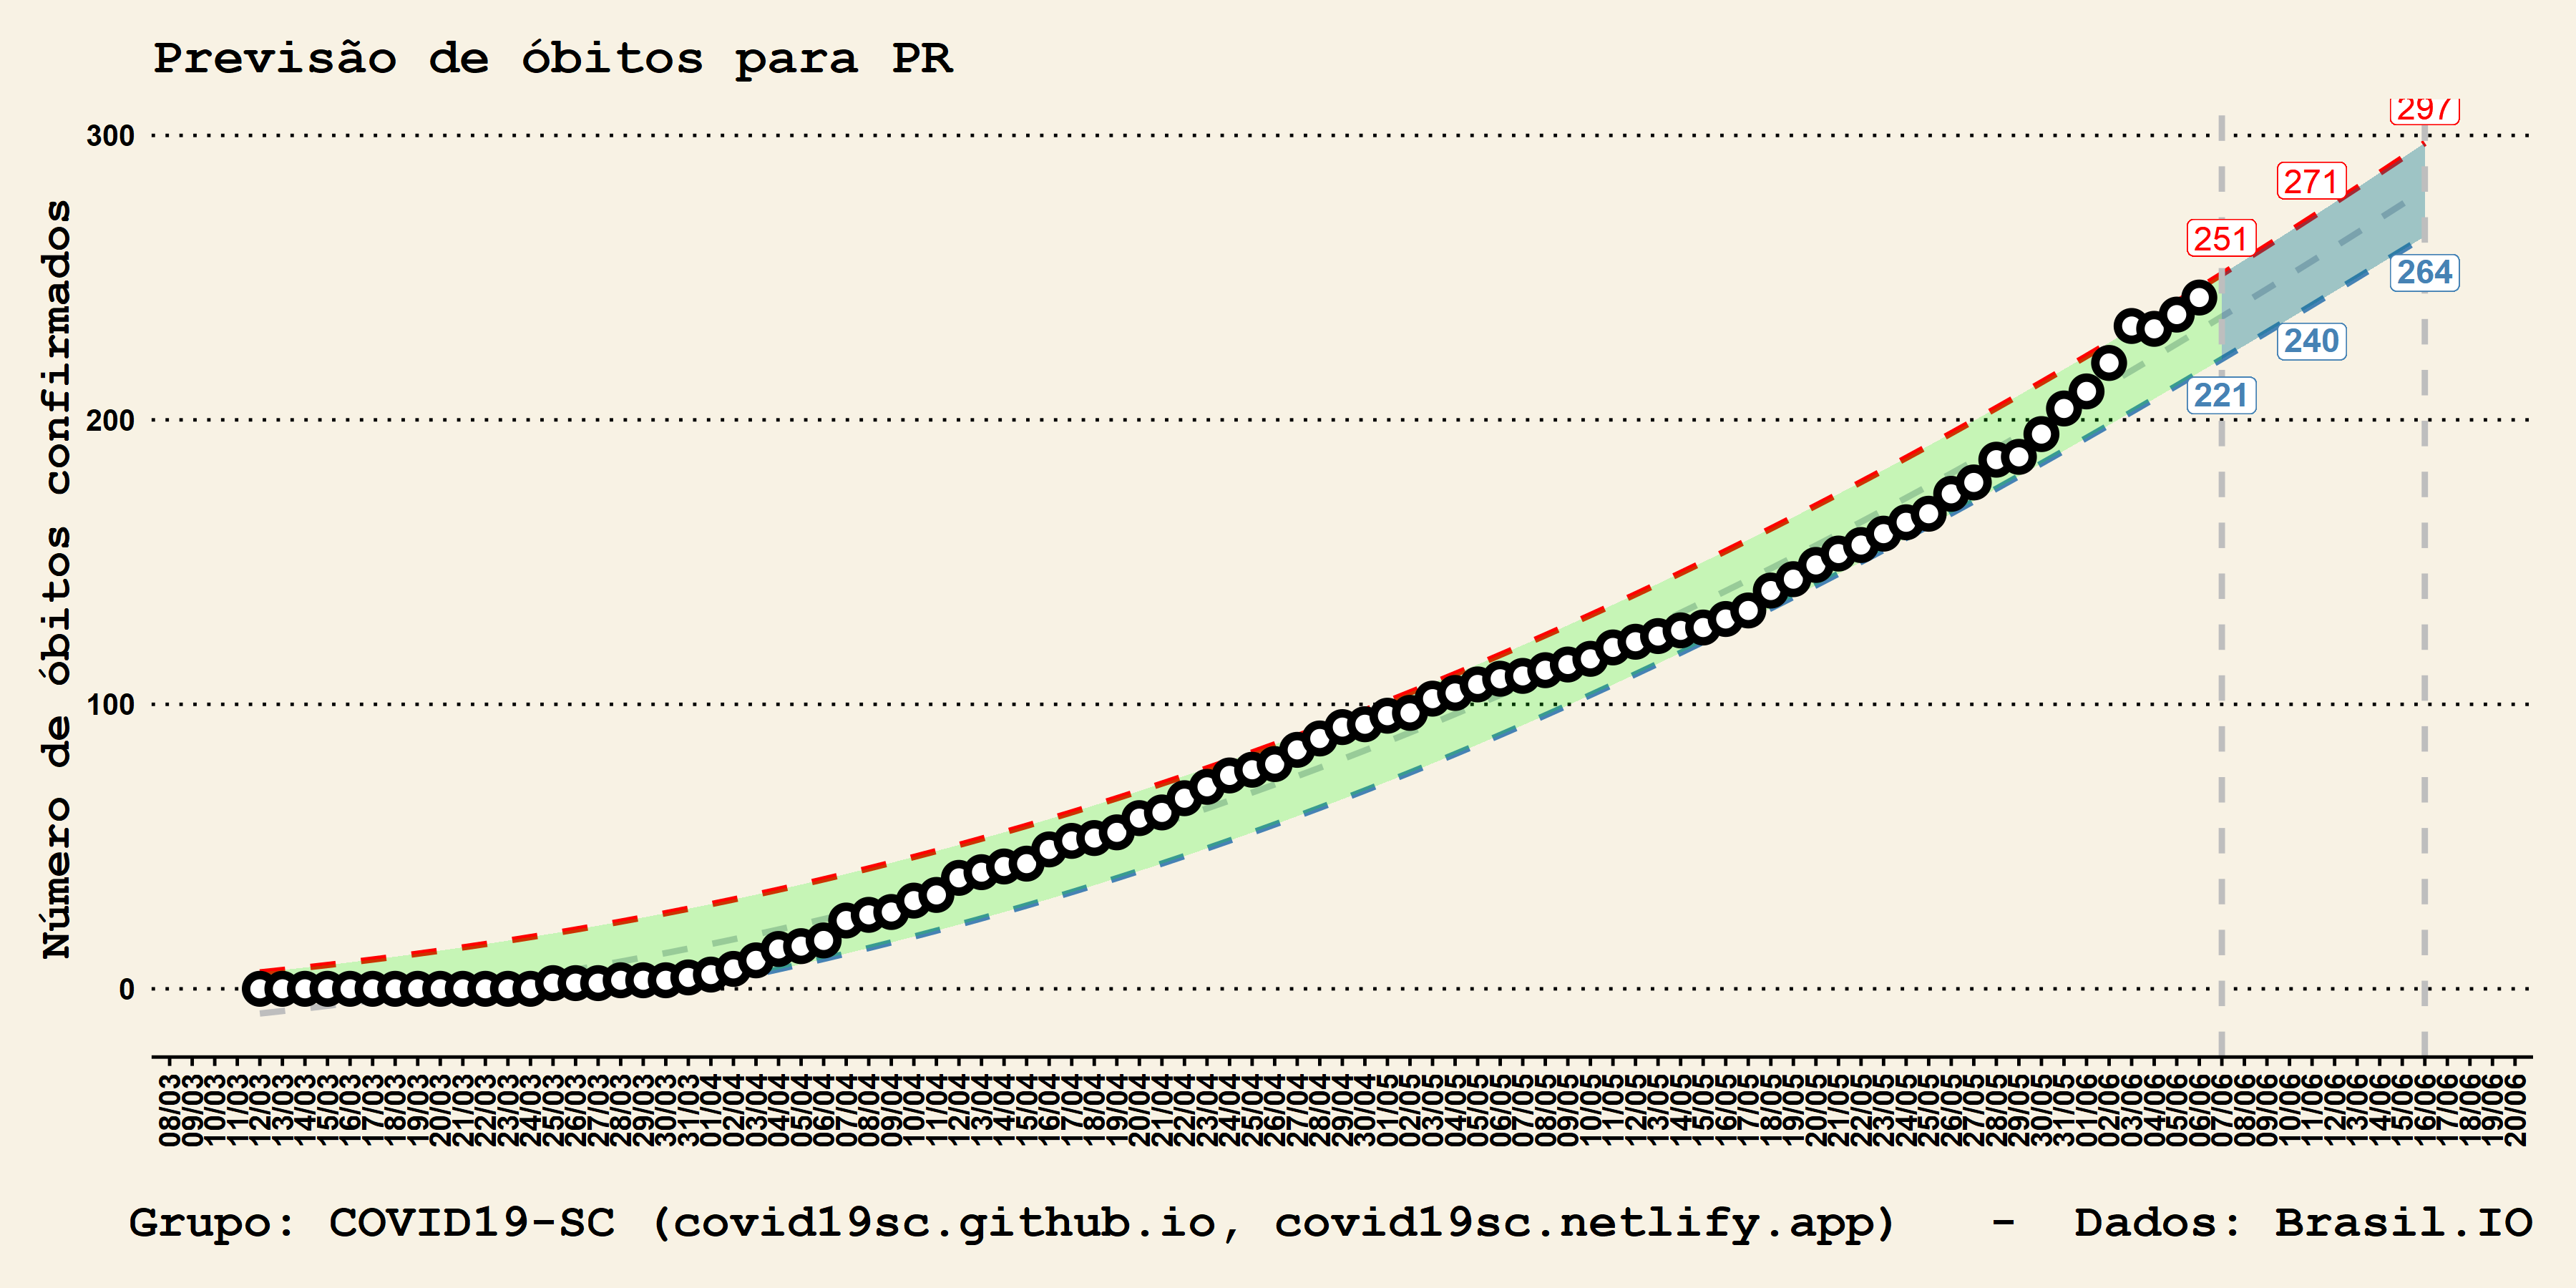 Previsão de óbitos para PR
Número de óbitos confirmados
300
200
100
0
297
271
251
264
240
221
08/03 09/03 10/03 11/03 12/03 13/03 14/03 15/03 16/03 17/03 18/03 19/03 20/03 21/03 22/03 23/03 24/03 25/03 26/03 27/03 28/03 29/03 30/03 31/03 01/04 02/04 03/04 04/04 05/04 06/04 07/04 08/04 09/04 10/04 11/04 12/04 13/04 14/04 15/04 16/04 17/04 18/04 19/04 20/04 21/04 22/04 23/04 24/04 25/04 26/04 27/04 28/04 29/04 30/04 01/05 02/05 03/05 04/05 05/05 06/05 07/05 08/05 09/05 10/05 11/05 12/05 13/05 14/05 15/05 16/05 17/05 18/05 19/05 20/05 21/05 22/05 23/05 24/05 25/05 26/05 27/05 28/05 29/05 30/05 31/05 01/06 02/06 03/06 04/06 05/06 06/06 07/06 08/06 09/06 10/06 11/06 12/06 13/06 14/06 15/06 16/06 17/06 18/06 19/06 20/06
Grupo: COVID19-SC (covid19sc.github.io, covid19sc.netlify.app) - Dados: Brasil.IO